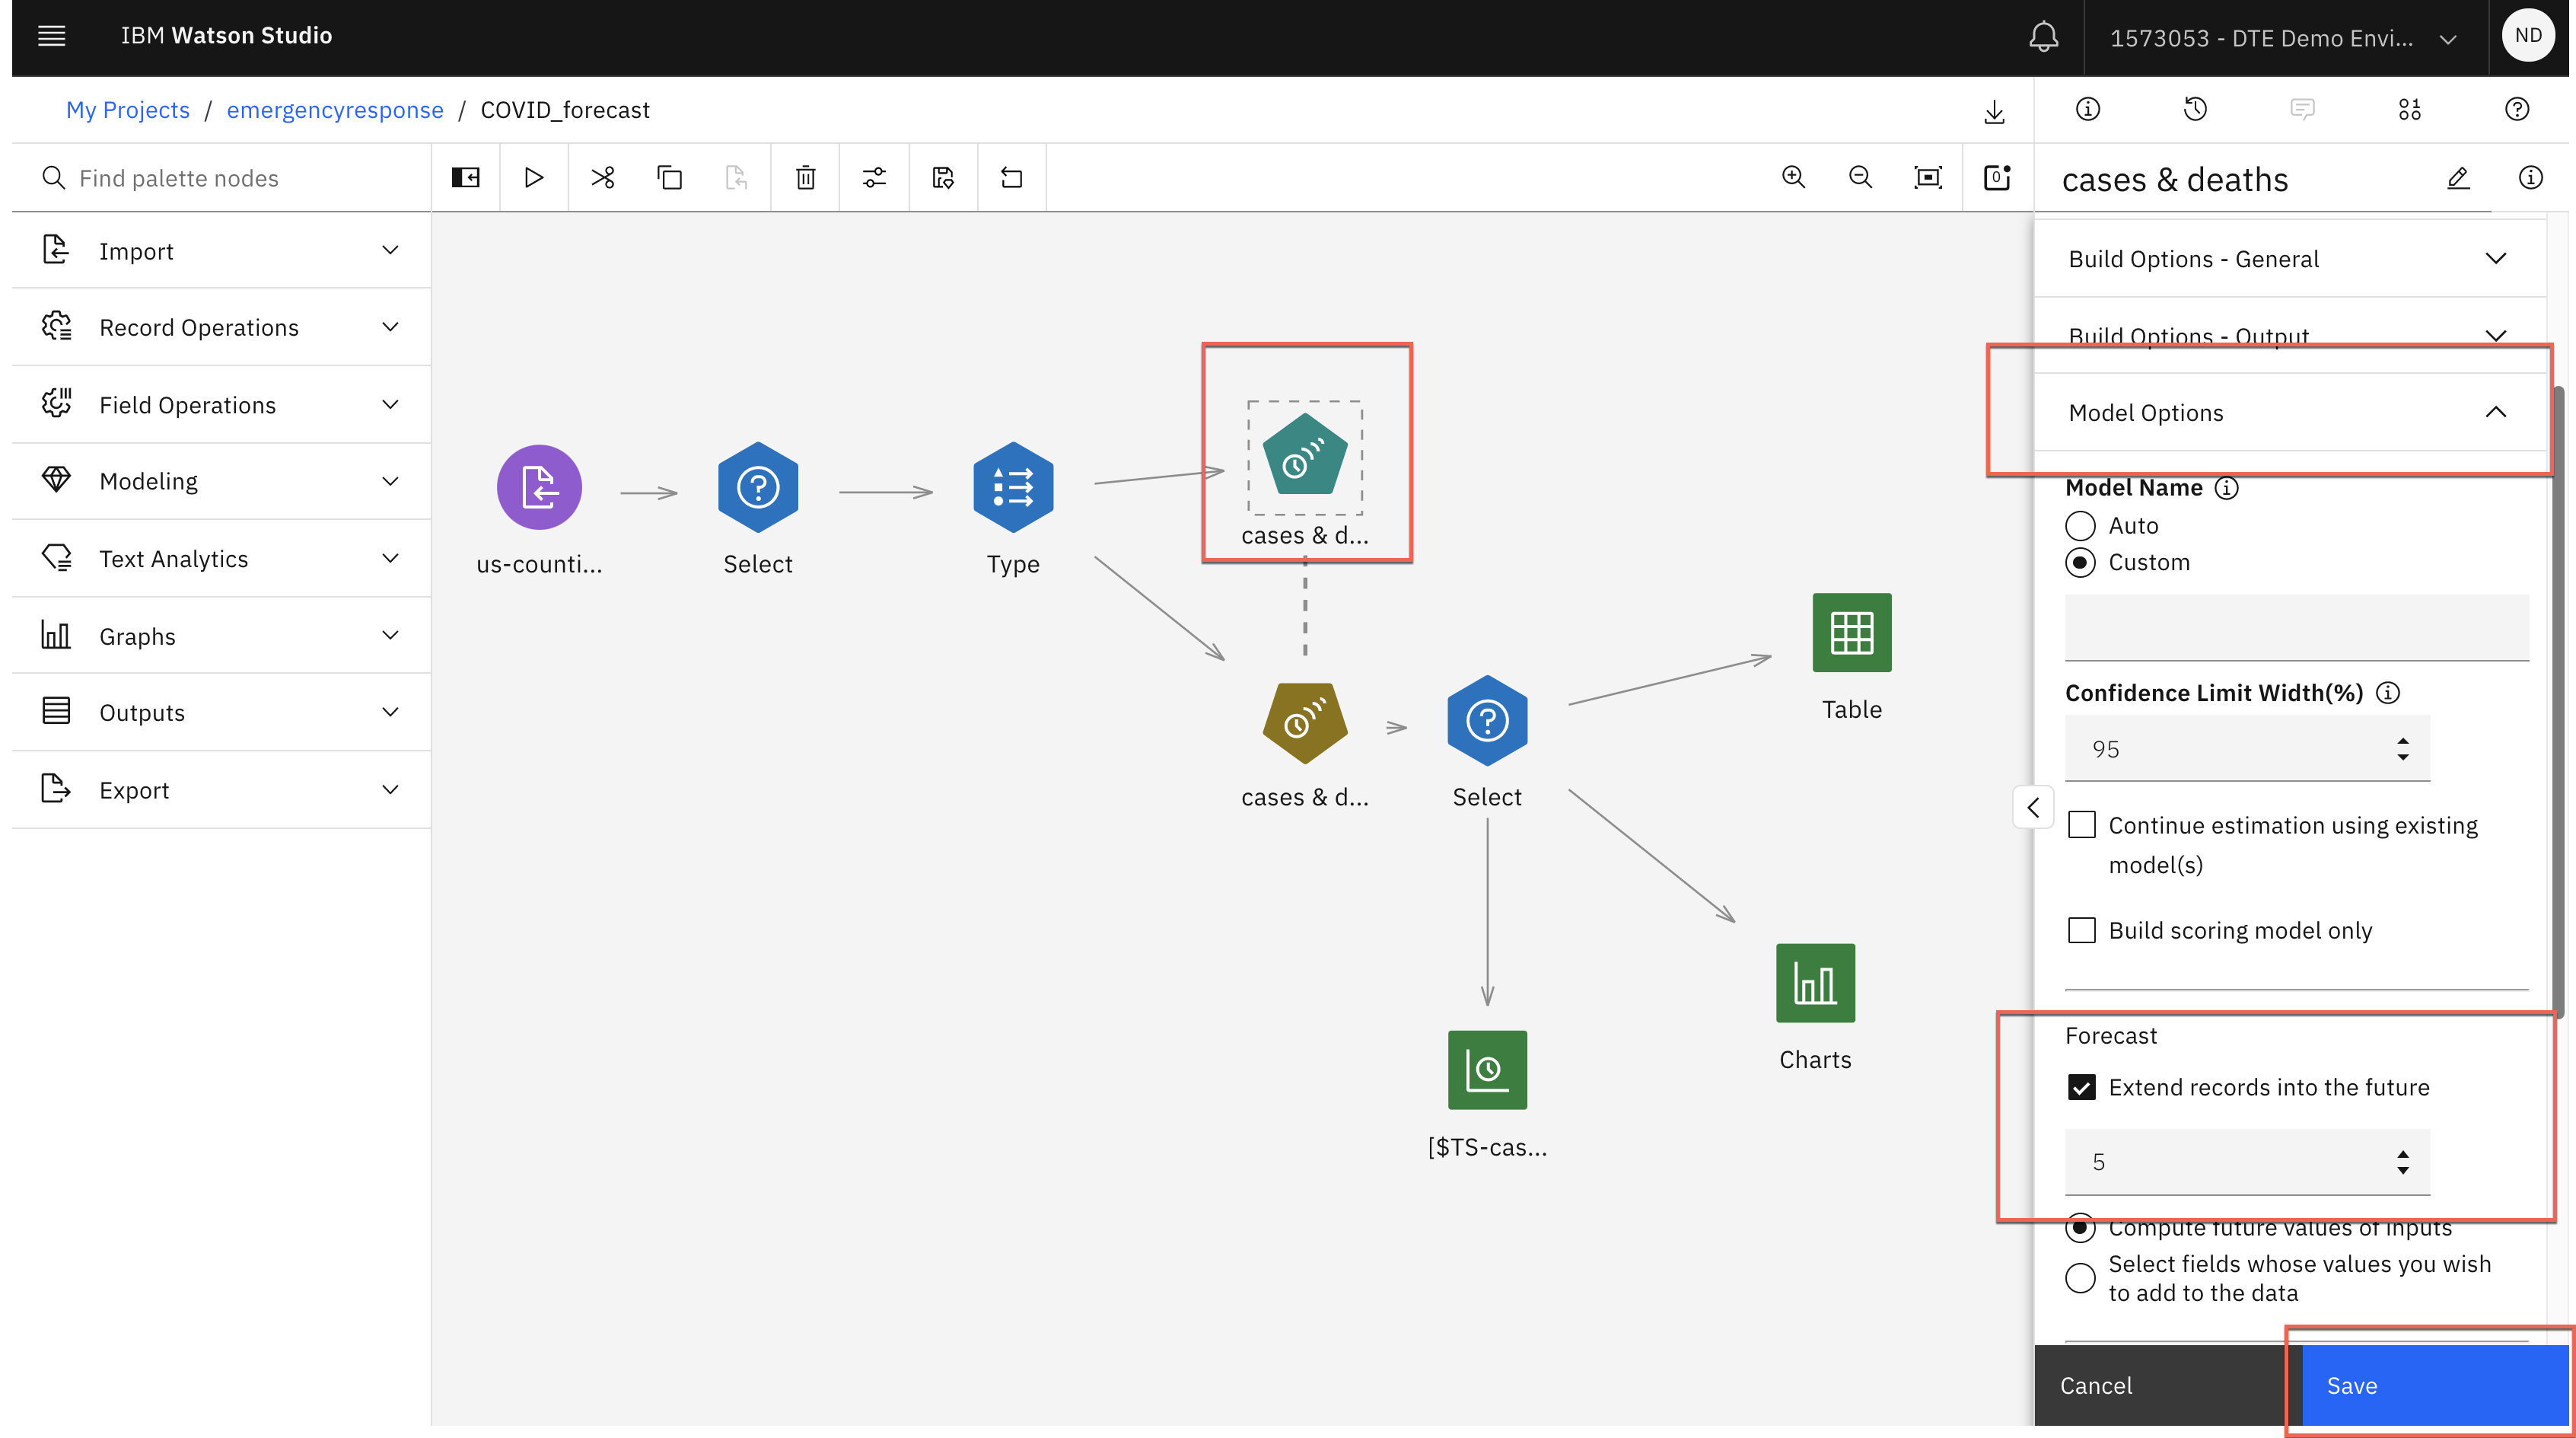 IBM Watson Studio
1573053 - DTE Demo Envi...
ND
My Projects / emergencyresponse / COVID_forecast
Find palette nodes
0
cases & deaths
Import
Record Operations
Field Operations
Modeling
Text Analytics
Graphs
Outputs
Export
us-counti...
Select
Type
cases & d...
cases & d...
Select
Table
Charts
[$TS-cas...
Build Options - General
Build Options - Output
Model Options
Model Name
Auto
Custom
Confidence Limit Width(%)
95
Continue estimation using existing
model(s)
Build scoring model only
Forecast
Extend records into the future
5
Compute future values of inputs
Select fields whose values you wish
to add to the data
Cancel
Save